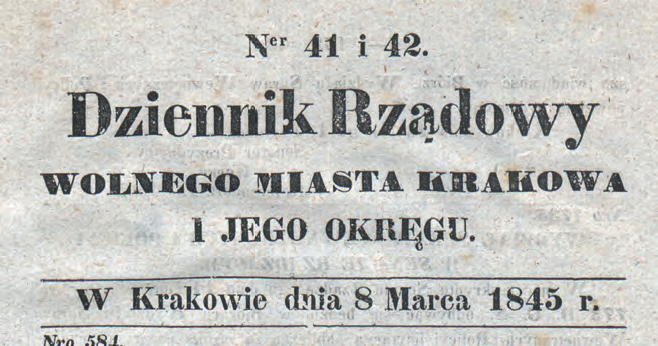 Ner 41 i 42.
Dziennik Rządowy
WOLNEGO MIASTA KRAKOWA
I JEGO OKRĘGU.
W Krakowie dnia 8 Marca 1845 r.
Nro 584.